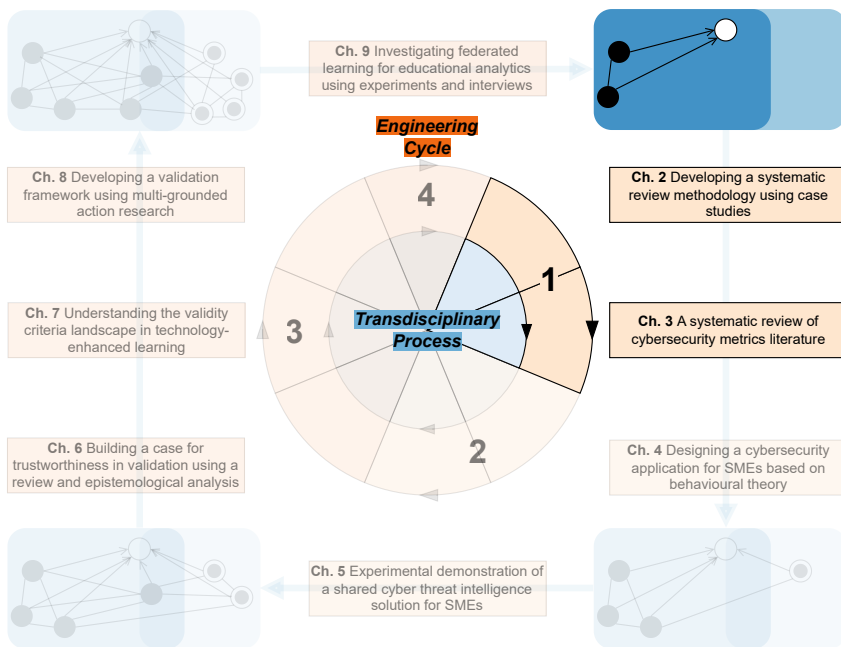 Ch. 9 Investigating federated
learning for educational analytics
using experiments and interviews
Engineering
Cycle
Ch. 8 Developing a validation
framework using multi-grounded
action research
4
Ch. 2 Developing a systematic
review methodology using case
studies
1
Ch. 7 Understanding the validity
criteria landscape in technology-
enhanced learning
3
Transdisciplinary
Process
Ch. 3 A systematic review of
cybersecurity metrics literature
Ch. 6 Building a case for
trustworthiness in validation using a
review and epistemological analysis
2
Ch. 4 Designing a cybersecurity
application for SMEs based on
behavioural theory
Ch. 5 Experimental demonstration of
a shared cyber threat intelligence
solution for SMEs